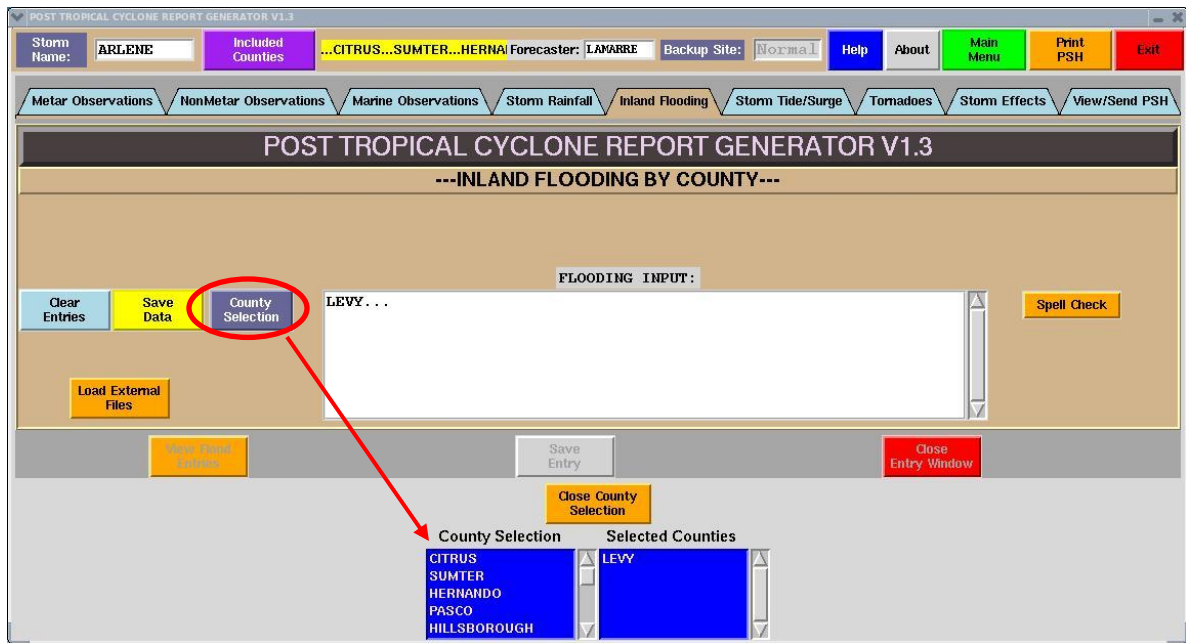 POST TROPICAL CYCLONE REPORT GENERATOR V1.3
Storm Name:
ARLENE
Included Counties
...CITRUS...SUMTER...HERNA
Forecaster:
LAMARRE
Backup Site:
Normal
Help
About
Main Menu
Print PSH
Exit
Metar Observations
NonMetar Observations
Marine Observations
Storm Rainfall
Inland Flooding
Storm Tide/Surge
Tornadoes
Storm Effects
View/Send PSH
POST TROPICAL CYCLONE REPORT GENERATOR V1.3
---INLAND FLOODING BY COUNTY---
FLOODING INPUT:
Clear Entries
Save Data
County Selection
LEVY...
Spell Check
Load External Files
View Flood Entries
Save Entry
Close Entry Window
Close County Selection
County Selection
Selected Counties
CITRUS
SUMTER
HERNANDO
PASCO
HILLSBOROUGH
LEVY